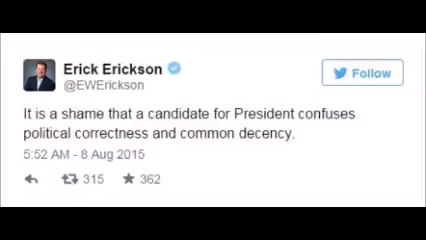 Erick Erickson
@EWErickson
Follow
It is a shame that a candidate for President confuses
political correctness and common decency.
5:52 AM - 8 Aug 2015
315 362